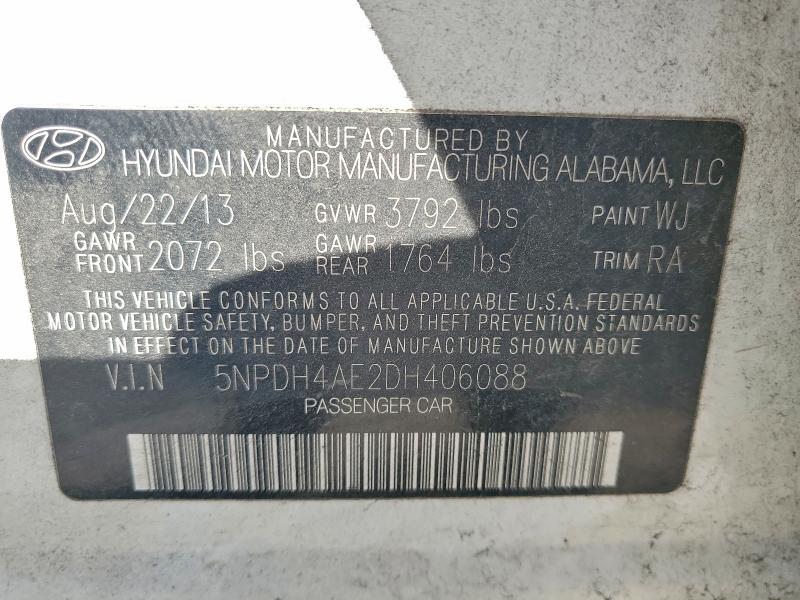 MANUFACTURED BY
HYUNDAI MOTOR MANUFACTURING ALABAMA, LLC
Aug/22/13 GVWR 3792 lbs PAINT WJ
GAWR FRONT 2072 lbs GAWR REAR 1764 lbs TRIM RA
THIS VEHICLE CONFORMS TO ALL APPLICABLE U.S.A. FEDERAL
MOTOR VEHICLE SAFETY, BUMPER, AND THEFT PREVENTION STANDARDS
IN EFFECT ON THE DATE OF MANUFACTURE SHOWN ABOVE
V.I.N 5NPDH4AE2DH406088
PASSENGER CAR